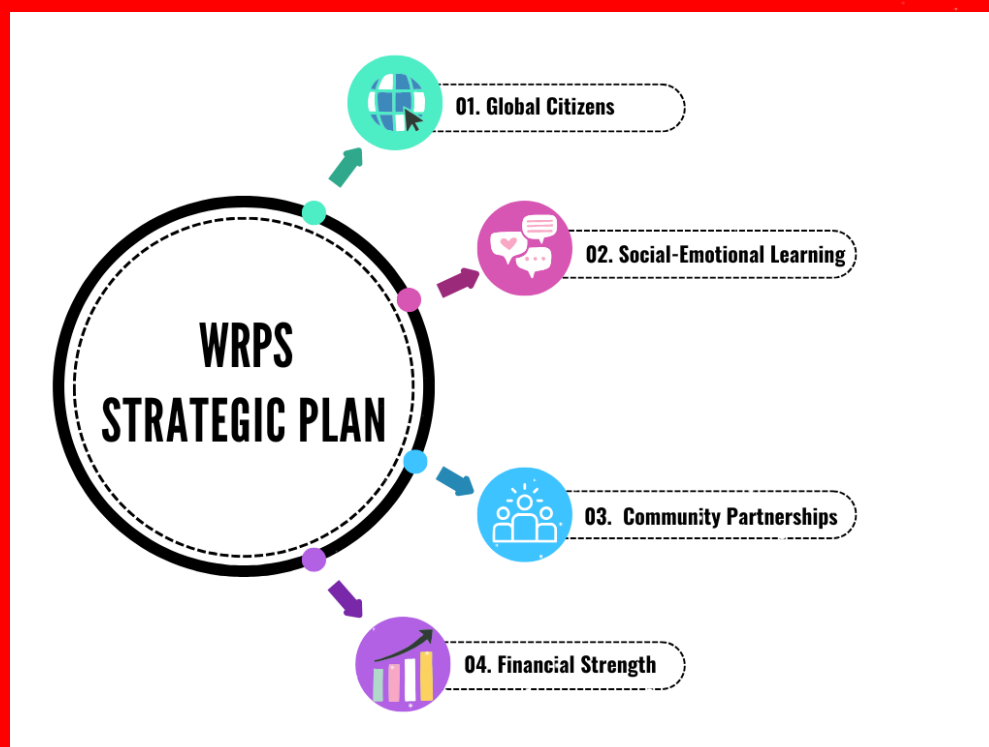 WRPS
STRATEGIC PLAN
01. Global Citizens
02. Social-Emotional Learning
03. Community Partnerships
04. Financial Strength